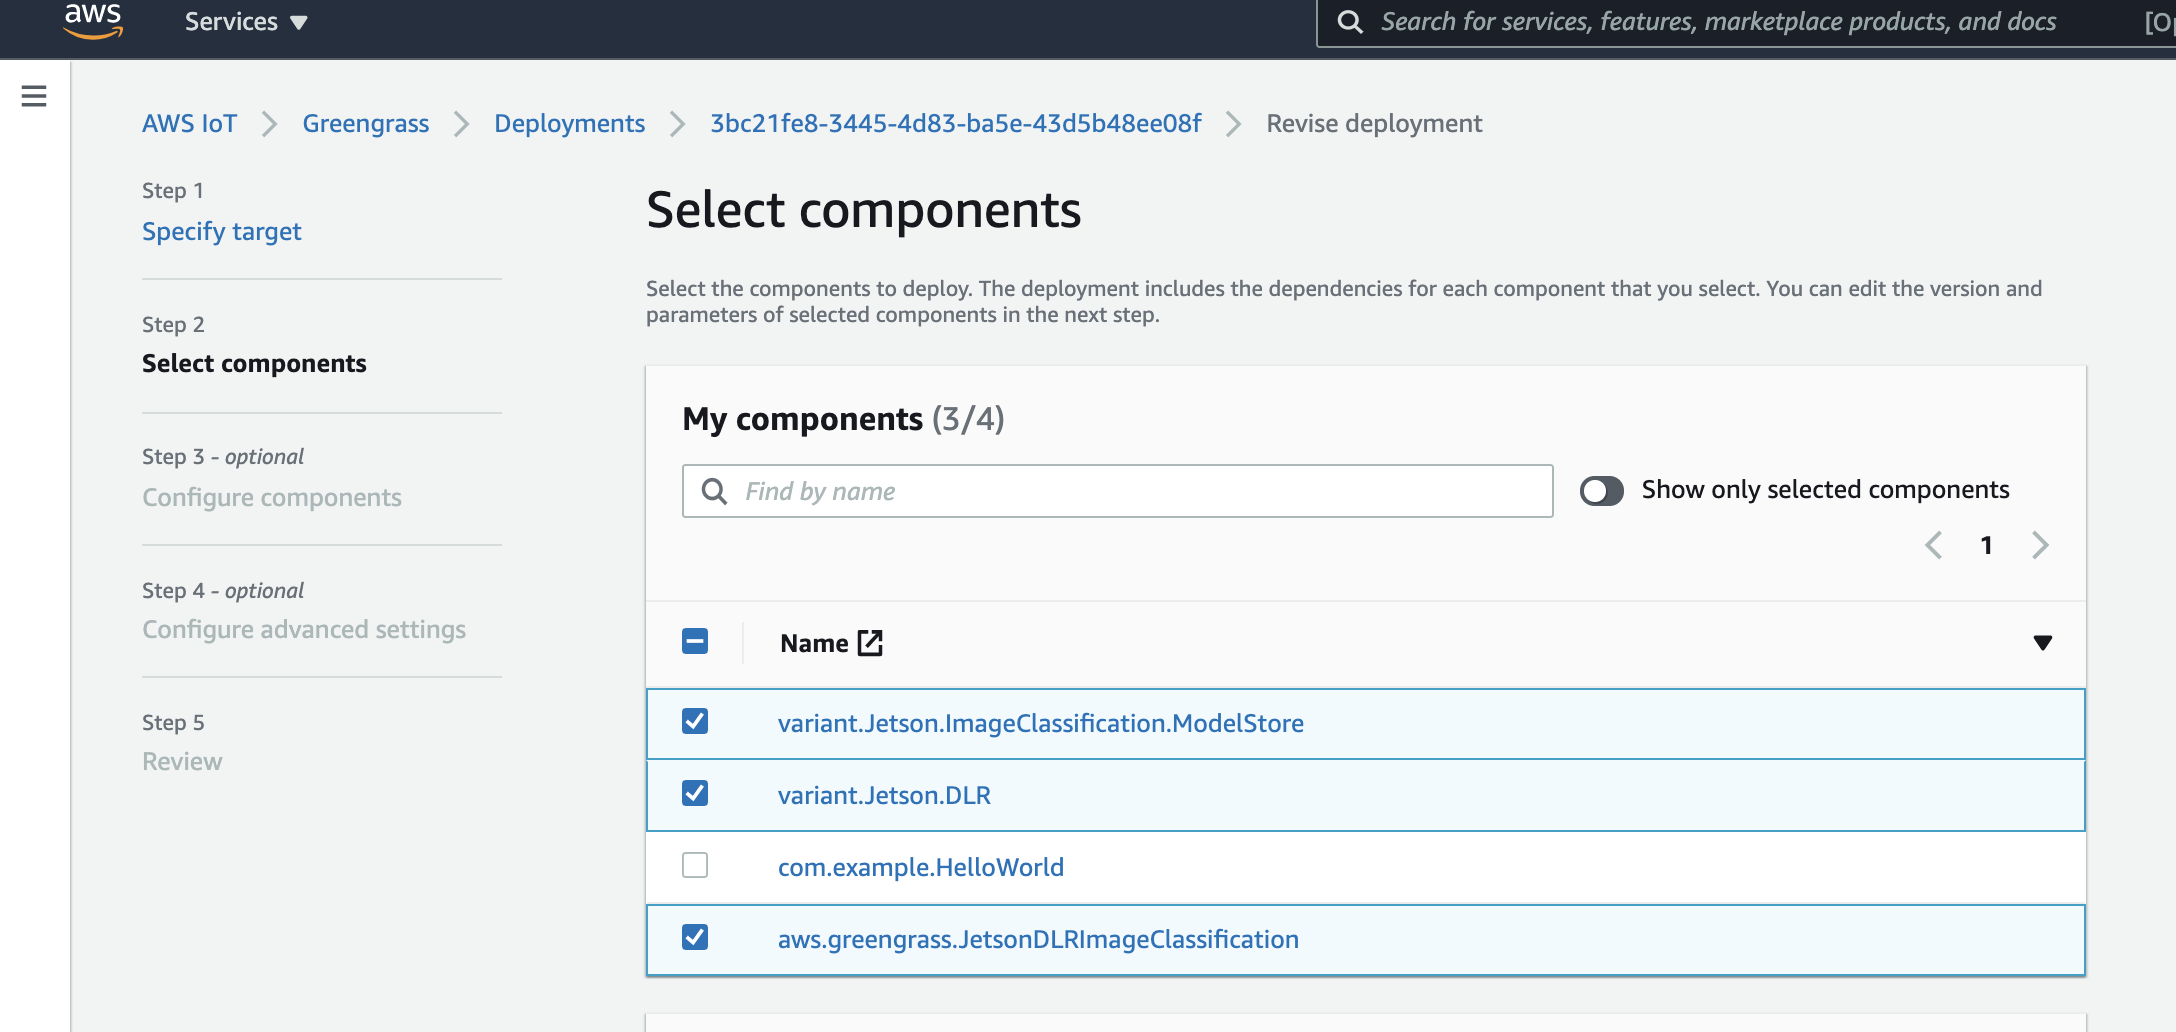 aws
Services
Search for services, features, marketplace products, and docs
AWS IoT
Greengrass
Deployments
3bc21fe8-3445-4d83-ba5e-43d5b48ee08f
Revise deployment
Step 1
Specify target
Step 2
Select components
Step 3 - optional
Configure components
Step 4 - optional
Configure advanced settings
Step 5
Review
Select components
Select the components to deploy. The deployment includes the dependencies for each component that you select. You can edit the version and
parameters of selected components in the next step.
My components (3/4)
Find by name
Show only selected components
1
Name
variant.Jetson.ImageClassification.ModelStore
variant.Jetson.DLR
com.example.HelloWorld
aws.greengrass.JetsonDLRImageClassification